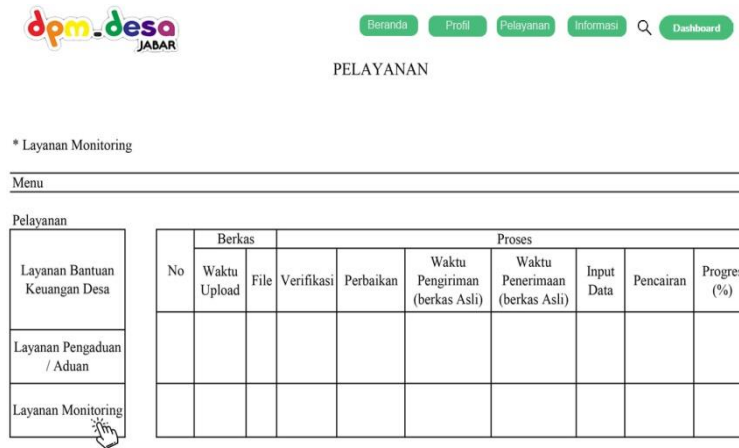 dpm-desa
JABAR
Beranda Profil Pelayanan Informasi Dashboard
PELAYANAN
* Layanan Monitoring
Menu
Pelayanan
Layanan Bantuan
Keuangan Desa
Layanan Pengaduan
/ Aduan
Layanan Monitoring
Berkas Proses
No
Waktu
Upload
File
Verifikasi
Perbaikan
Waktu
Pengiriman
(berkas Asli)
Waktu
Penerimaan
(berkas Asli)
Input
Data
Pencairan
Progres
(%)